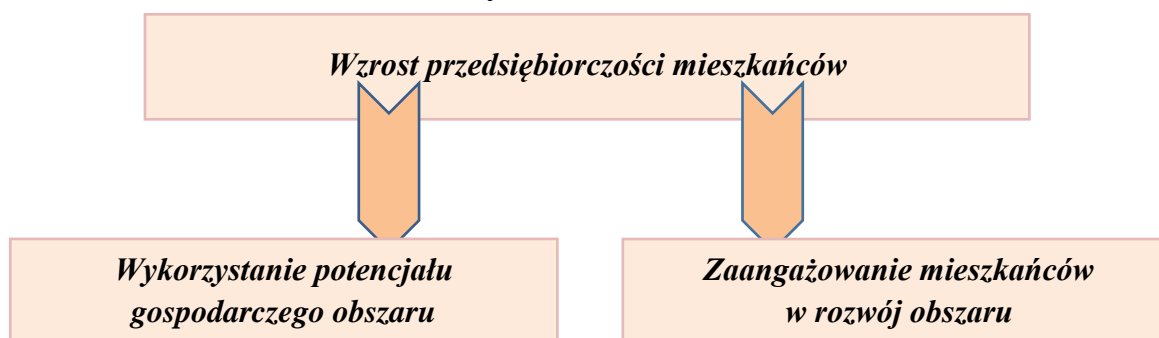 Wzrost przedsiębiorczości mieszkańców
Wykorzystanie potencjału
gospodarczego obszaru
Zaangażowanie mieszkańców
w rozwój obszaru